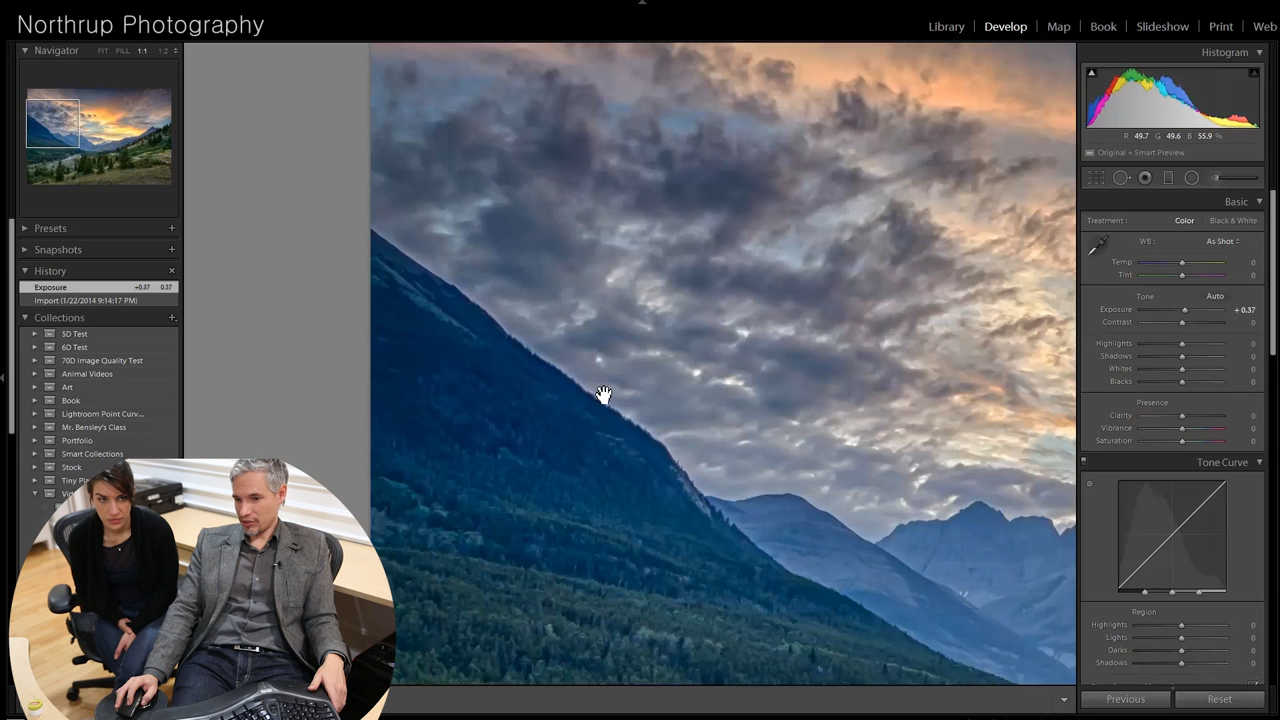 Northrup Photography
Library | Develop | Map | Book | Slideshow | Print | Web
Navigator FIT FILL 1:1 1:2
Presets +
Snapshots +
History ×
Exposure +0.37 0.37
Import (1/22/2014 9:14:17 PM)
Collections +
5D Test
6D Test
70D Image Quality Test
Animal Videos
Art
Book
Lightroom Point Curv...
Mr. Bensley's Class
Portfolio
Smart Collections
Stock
Histogram
R 49.7 G 49.6 B 55.9 %
Original + Smart Preview
Basic
Treatment : Color Black & White
WB : As Shot
Temp 0
Tint 0
Tone Auto
Exposure + 0.37
Contrast 0
Highlights 0
Shadows 0
Whites 0
Blacks 0
Presence
Clarity 0
Vibrance 0
Saturation 0
Tone Curve
Region
Highlights 0
Lights 0
Darks 0
Shadows 0
Previous Reset